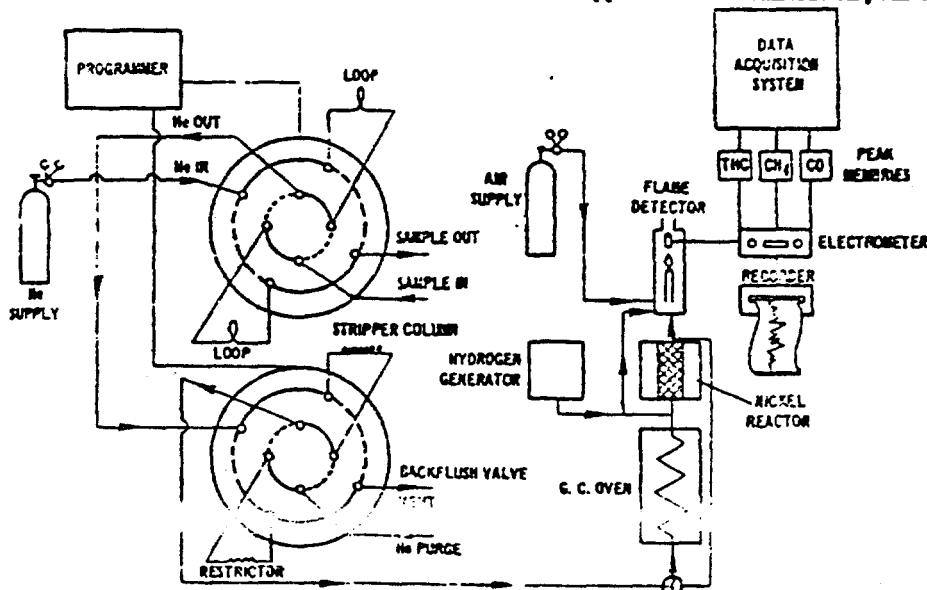 PROGRAMMER
LOOP
He OUT
He IN
He
SUPPLY
SAMPLE OUT
SAMPLE IN
LOOP
STRIPPER COLUMN
BACKFLUSH VALVE
VENT
He PURGE
RESTRICTOR
AIR
SUPPLY
FLAME
DETECTOR
HYDROGEN
GENERATOR
G. C. OVEN
NICKEL
REACTOR
DATA
ACQUISITION
SYSTEM
THC
CH4
CO
PEAK
MEMORIES
ELECTROMETER
RECORDER